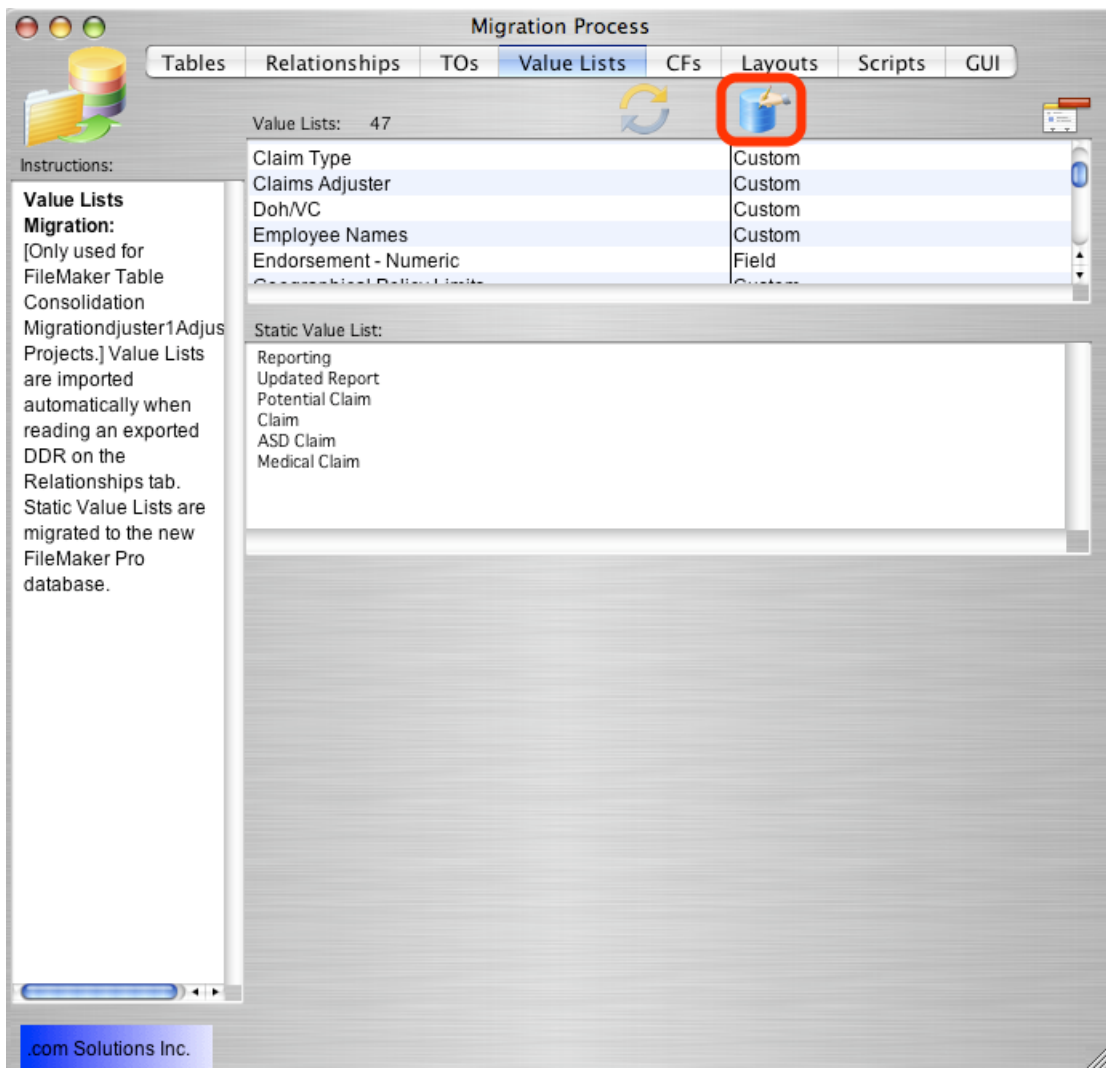 Migration Process
Tables Relationships TOs Value Lists CFs Layouts Scripts GUI
Value Lists: 47
Instructions:
Value Lists
Migration:
[Only used for
FileMaker Table
Consolidation
Migrationdjuster1Adjus
Projects.] Value Lists
are imported
automatically when
reading an exported
DDR on the
Relationships tab.
Static Value Lists are
migrated to the new
FileMaker Pro
database.
Claim Type Custom
Claims Adjuster Custom
Doh/VC Custom
Employee Names Custom
Endorsement - Numeric Field
Geographical Policy Limits Custom
Static Value List:
Reporting
Updated Report
Potential Claim
Claim
ASD Claim
Medical Claim
.com Solutions Inc.